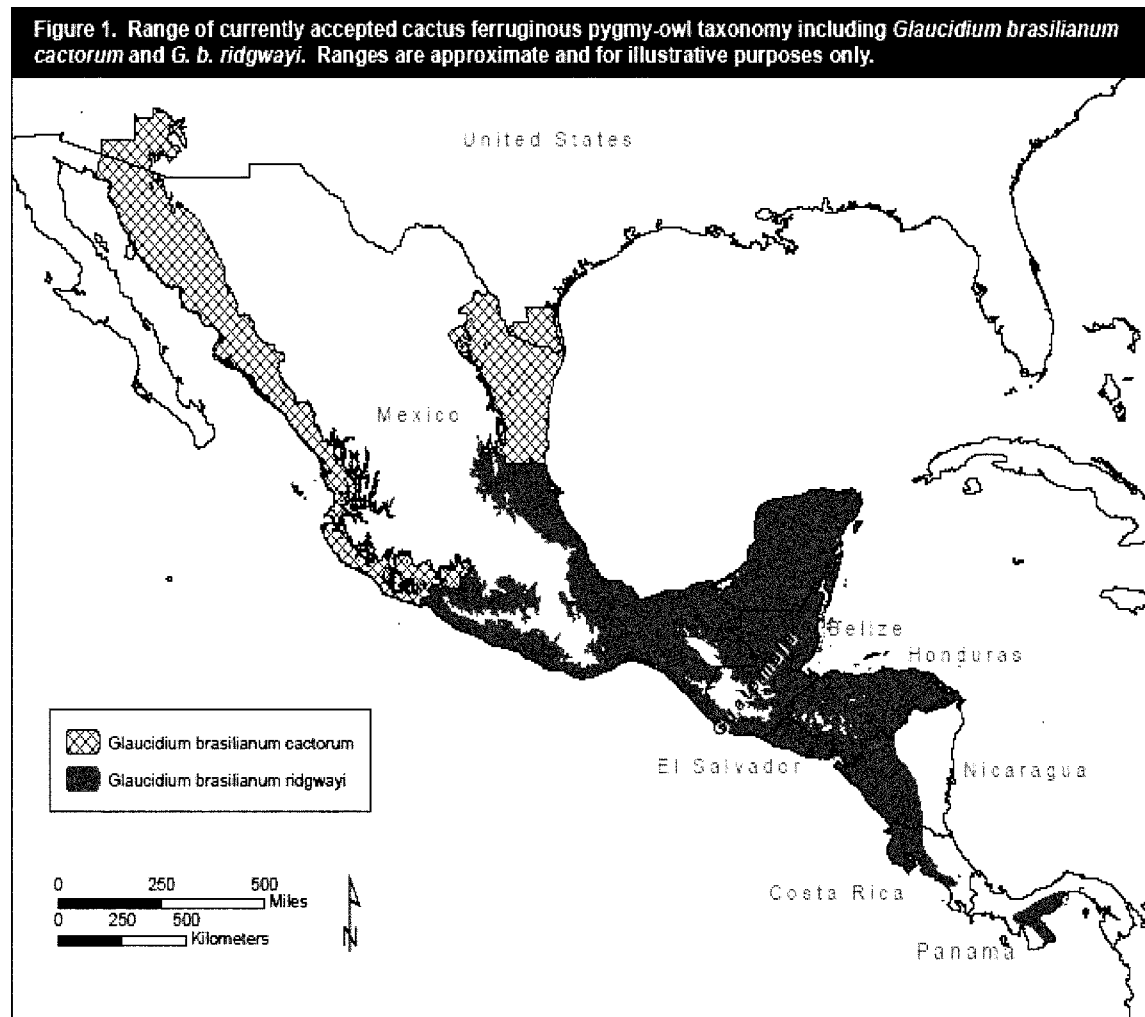 Figure 1. Range of currently accepted cactus ferruginous pygmy-owl taxonomy including Glaucidium brasilianum
cactorum and G. b. ridgwayi. Ranges are approximate and for illustrative purposes only.
United States
Mexico
Belize
Honduras
El Salvador
Nicaragua
Costa Rica
Panama
Glaucidium brasilianum cactorum
Glaucidium brasilianum ridgwayi
0 250 500
Miles
0 250 500
Kilometers
N